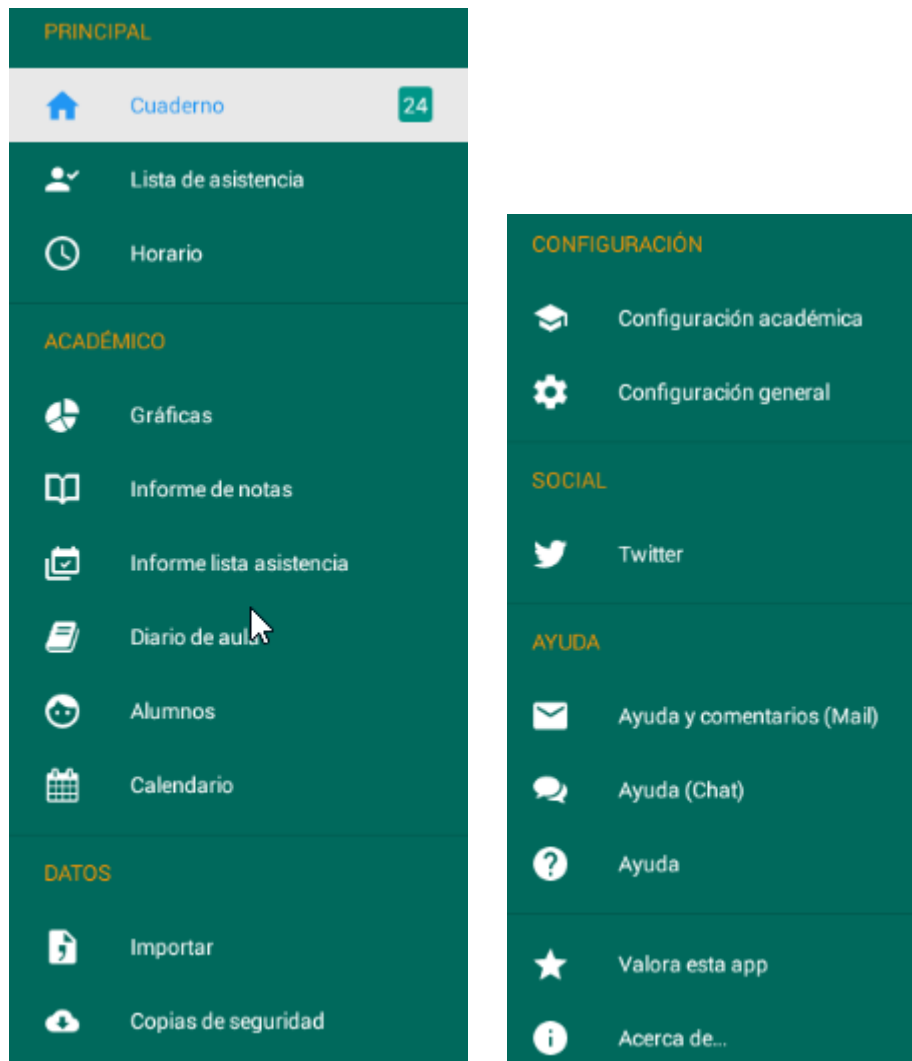 PRINCIPAL
Cuaderno 24
Lista de asistencia
Horario
ACADÉMICO
Gráficas
Informe de notas
Informe lista asistencia
Diario de aula
Alumnos
Calendario
DATOS
Importar
Copias de seguridad
CONFIGURACIÓN
Configuración académica
Configuración general
SOCIAL
Twitter
AYUDA
Ayuda y comentarios (Mail)
Ayuda (Chat)
Ayuda
Valora esta app
Acerca de...